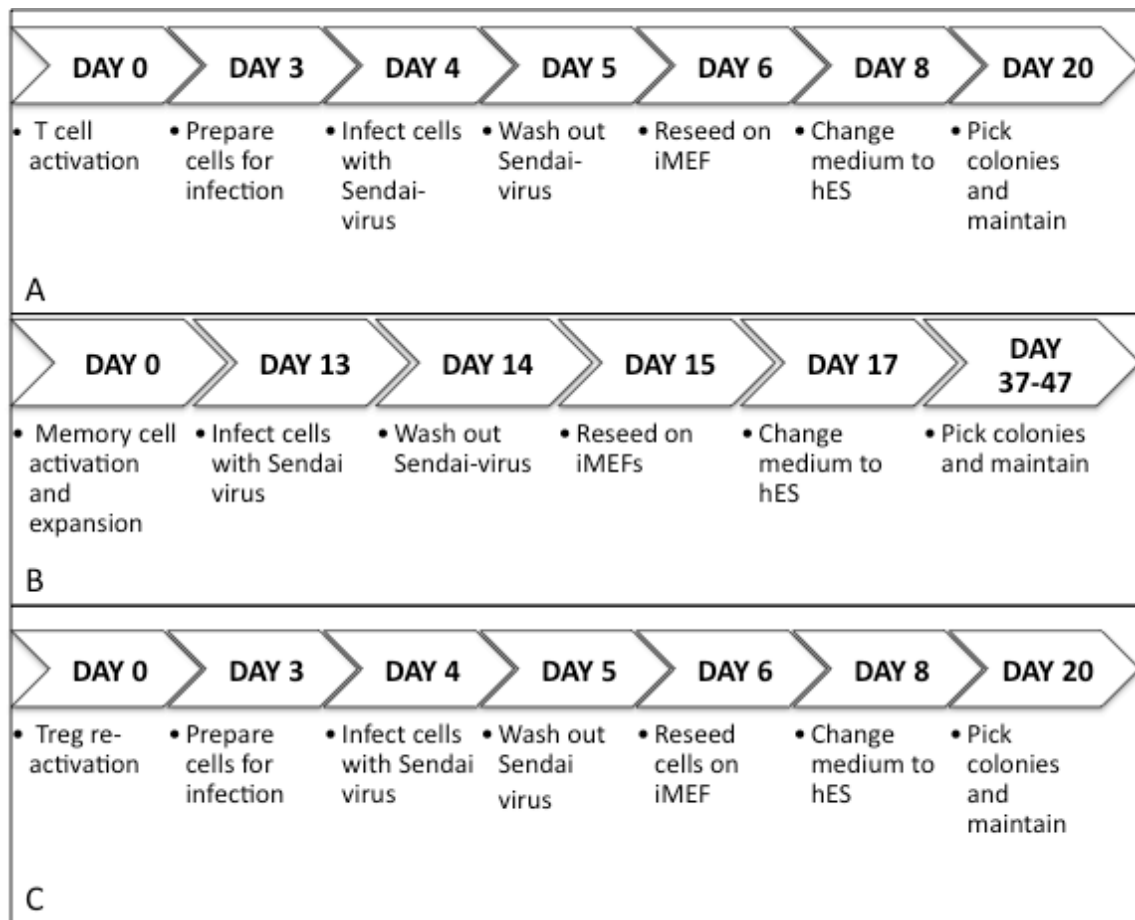 DAY 0 DAY 3 DAY 4 DAY 5 DAY 6 DAY 8 DAY 20
• T cell
activation
• Prepare
cells for
infection
• Infect cells
with
Sendai-
virus
• Wash out
Sendai-
virus
• Reseed on
iMEF
• Change
medium to
hES
• Pick
colonies
and
maintain
A
DAY 0 DAY 13 DAY 14 DAY 15 DAY 17 DAY
37-47
• Memory cell
activation
and
expansion
• Infect cells
with Sendai
virus
• Wash out
Sendai-virus
• Reseed on
iMEFs
• Change
medium to
hES
• Pick colonies
and maintain
B
DAY 0 DAY 3 DAY 4 DAY 5 DAY 6 DAY 8 DAY 20
• Treg re-
activation
• Prepare
cells for
infection
• Infect cells
with Sendai
virus
• Wash out
Sendai
virus
• Reseed
cells on
iMEF
• Change
medium to
hES
• Pick
colonies
and
maintain
C